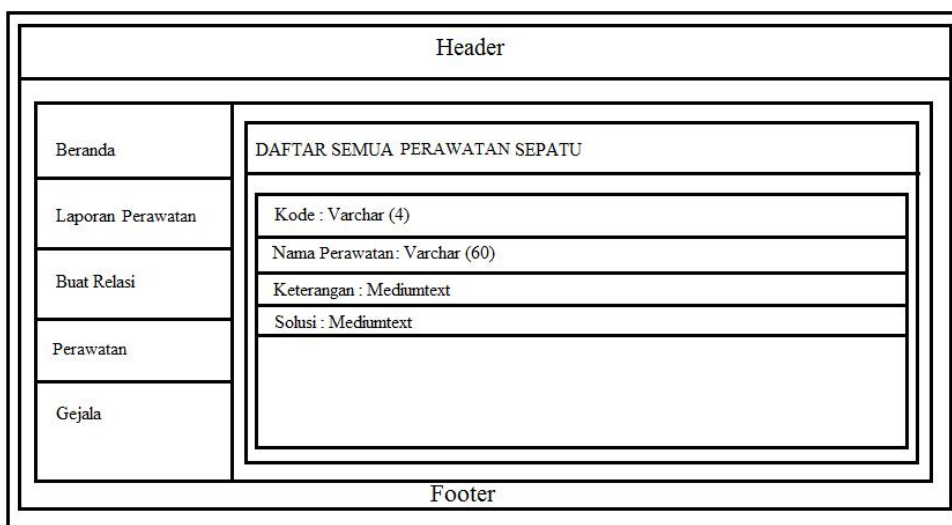 Header
Beranda
Laporan Perawatan
Buat Relasi
Perawatan
Gejala
DAFTAR SEMUA PERAWATAN SEPATU
Kode : Varchar (4)
Nama Perawatan: Varchar (60)
Keterangan : Mediumtext
Solusi : Mediumtext
Footer